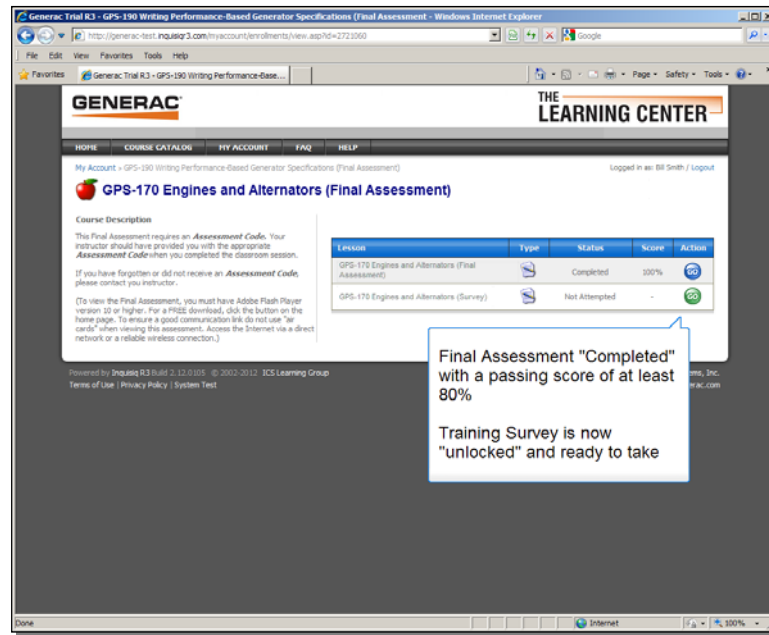 Generac Trial R3 - GPS-190 Writing Performance-Based Generator Specifications (Final Assessment) - Windows Internet Explorer
http://generac-test.inquisiqr3.com/myaccount/enrollments/view.asp?id=2721060
Google
File Edit View Favorites Tools Help
Favorites
Generac Trial R3 - GPS-190 Writing Performance-Base...
Page Safety Tools
GENERAC
THE
LEARNING CENTER
HOME COURSE CATALOG MY ACCOUNT FAQ HELP
My Account > GPS-190 Writing Performance-Based Generator Specifications (Final Assessment)
Logged in as: Bill Smith / Logout
GPS-170 Engines and Alternators (Final Assessment)
Course Description
This Final Assessment requires an Assessment Code. Your
instructor should have provided you with the appropriate
Assessment Code when you completed the classroom session.
If you have forgotten or did not receive an Assessment Code,
please contact you instructor.
(To view the Final Assessment, you must have Adobe Flash Player
version 10 or higher. For a FREE download, click the button on the
home page. To ensure a good communication link do not use "air
cards" when viewing this assessment. Access the Internet via a direct
network or a reliable wireless connection.)
Lesson Type Status Score Action
GPS-170 Engines and Alternators (Final
Assessment)
Completed 100% GO
GPS-170 Engines and Alternators (Survey) Not Attempted - GO
Final Assessment "Completed"
with a passing score of at least
80%
Training Survey is now
"unlocked" and ready to take
Powered by Inquisiq R3 Build 2.12.0105 © 2002-2012 ICS Learning Group
Terms of Use | Privacy Policy | System Test
Inc.
Done
Internet
100%